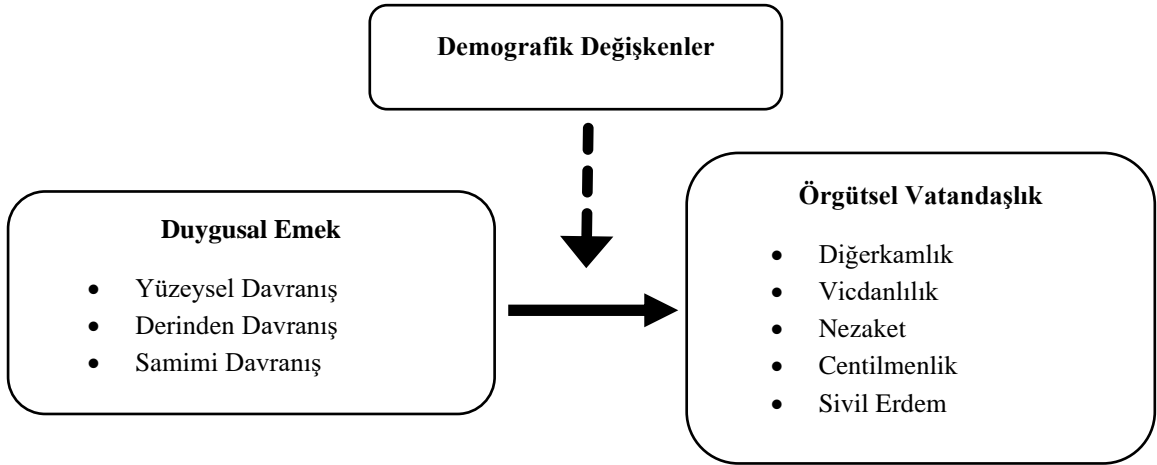 Demografik Değişkenler
Duygusal Emek
• Yüzeysel Davranış
• Derinden Davranış
• Samimi Davranış
Örgütsel Vatandaşlık
• Diğerkamlık
• Vicdanlılık
• Nezaket
• Centilmenlik
• Sivil Erdem